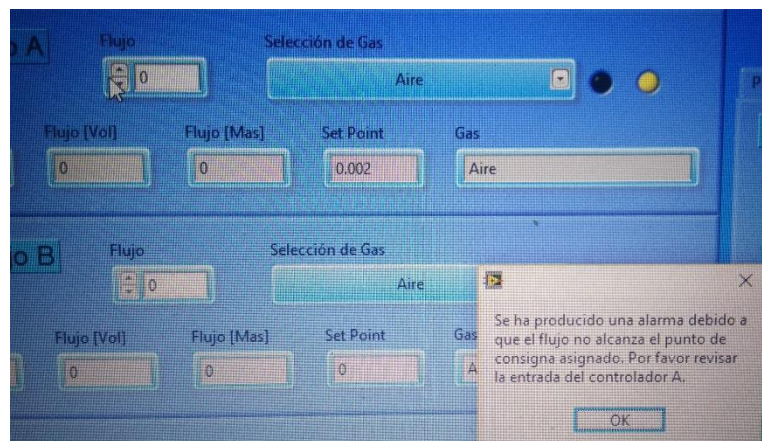 A Flujo Selección de Gas
0 Aire
Flujo [Vol] Flujo [Mas] Set Point Gas
0 0 0.002 Aire
o B Flujo Selección de Gas
0 Aire
Flujo [Vol] Flujo [Mas] Set Point Gas
0 0 0 A
Se ha producido una alarma debido a
que el flujo no alcanza el punto de
consigna asignado. Por favor revisar
la entrada del controlador A.
OK